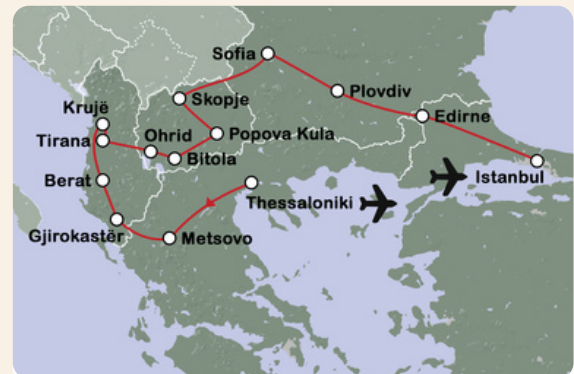 Sofia
Plovdiv
Skopje
Edirne
Krujë
Ohrid
Popova Kula
Tirana
Bitola
Istanbul
Berat
Thessaloniki
Gjirokastër
Metsovo